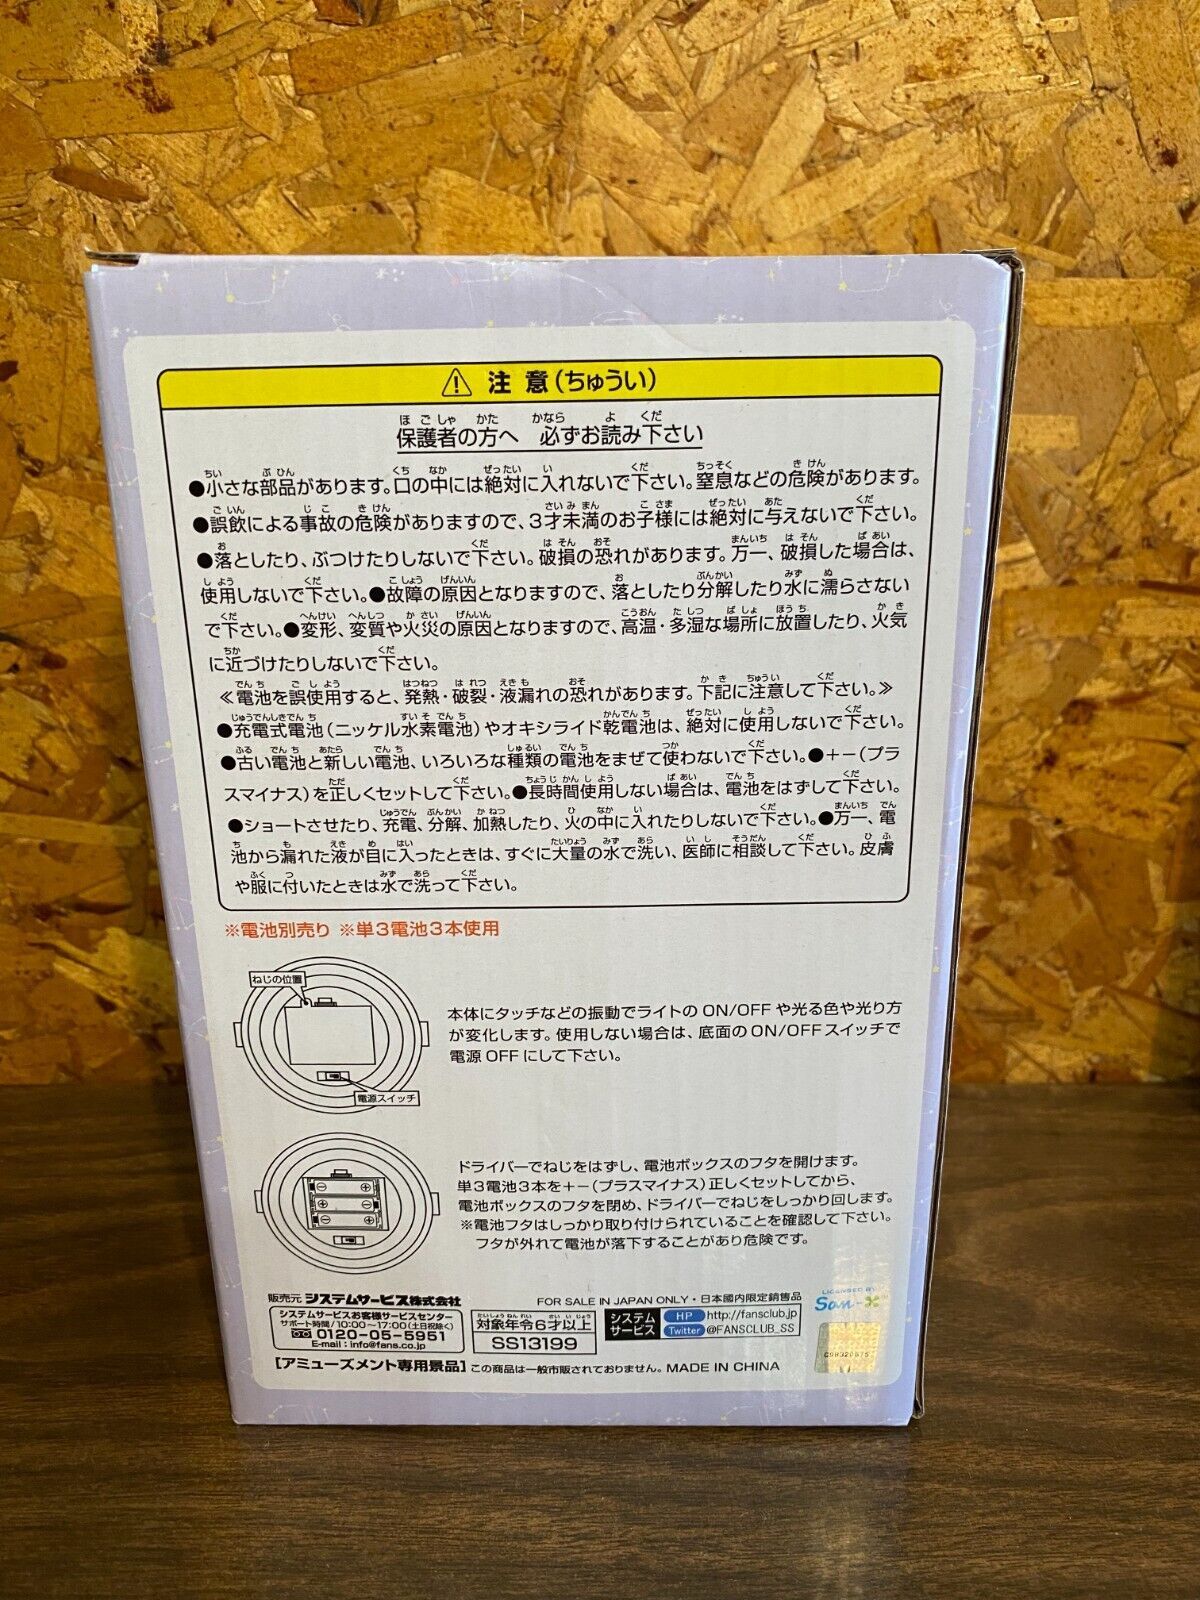 注意(ちゅうい)
保護者の方へ 必ずお読み下さい
●小さな部品があります。口の中には絶対に入れないで下さい。窒息などの危険があります。
●誤飲による事故の危険がありますので、3才未満のお子様には絶対に与えないで下さい。
●落としたり、ぶつけたりしないで下さい。破損の恐れがあります。万一、破損した場合は、
使用しないで下さい。●故障の原因となりますので、落としたり分解したり水に濡らさない
で下さい。●変形、変質や火災の原因となりますので、高温・多湿な場所に放置したり、火気
に近づけたりしないで下さい。
≪電池を誤使用すると、発熱・破裂・液漏れの恐れがあります。下記に注意して下さい。≫
●充電式電池(ニッケル水素電池)やオキシライド乾電池は、絶対に使用しないで下さい。
●古い電池と新しい電池、いろいろな種類の電池をまぜて使わないで下さい。●+-(プラ
スマイナス)を正しくセットして下さい。●長時間使用しない場合は、電池をはずして下さい。
●ショートさせたり、充電、分解、加熱したり、火の中に入れたりしないで下さい。●万一、電
池から漏れた液が目に入ったときは、すぐに大量の水で洗い、医師に相談して下さい。皮膚
や服に付いたときは水で洗って下さい。
※電池別売り ※単3電池3本使用
ねじの位置
電源スイッチ
本体にタッチなどの振動でライトのON/OFFや光る色や光り方
が変化します。使用しない場合は、底面のON/OFFスイッチで
電源OFFにして下さい。
ドライバーでねじをはずし、電池ボックスのフタを開けます。
単3電池3本を+-(プラスマイナス)正しくセットしてから、
電池ボックスのフタを閉め、ドライバーでねじをしっかり回します。
※電池フタはしっかり取り付けられていることを確認して下さい。
フタが外れて電池が落下することがあり危険です。
販売元 システムサービス株式会社
システムサービスお客様サービスセンター
サポート時間/10:00~17:00(土日祝除く)
0120-05-5951
E-mail:info@fans.co.jp
対象年令6才以上
SS13199
FOR SALE IN JAPAN ONLY・日本國内限定銷售品
システムサービス
HP http://fansclub.jp
Twitter @FANSCLUB_SS
[アミューズメント専用景品] この商品は一般市販されておりません。 MADE IN CHINA
LICENSED BY
San-X